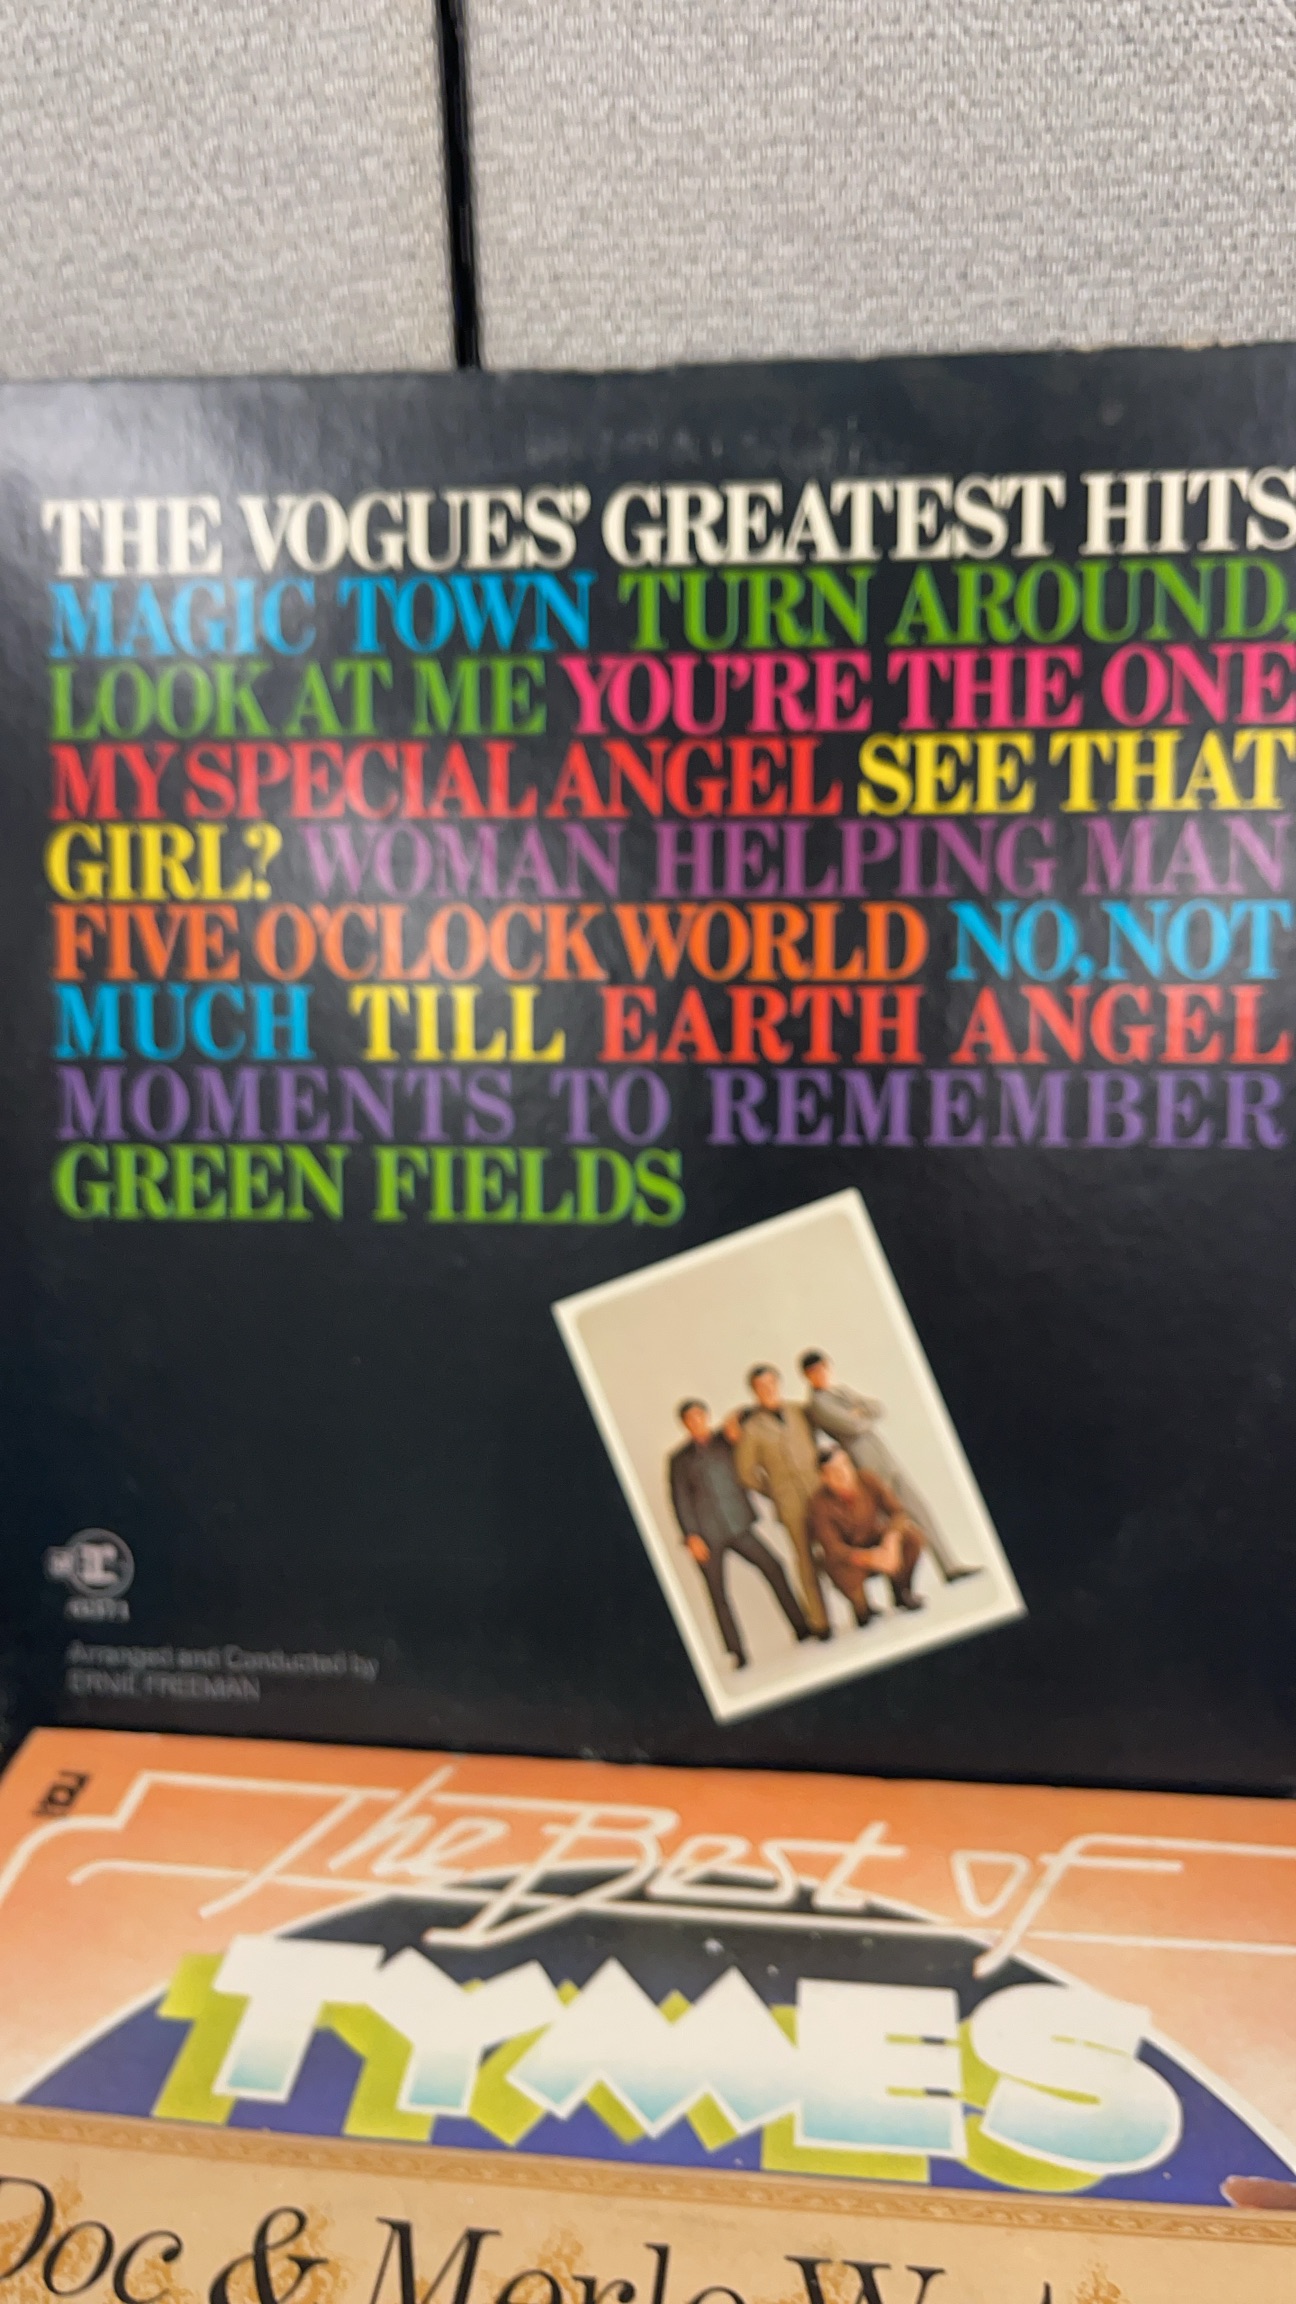 THE VOGUES' GREATEST HITS
MAGIC TOWN TURN AROUND,
LOOK AT ME YOU'RE THE ONE
MY SPECIAL ANGEL SEE THAT
GIRL? WOMAN HELPING MAN
FIVE O'CLOCK WORLD NO, NOT
MUCH TILL EARTH ANGEL
MOMENTS TO REMEMBER
GREEN FIELDS
r
Arranged and Conducted by
ERNIE FREEMAN
The Best of
TYMES
Doc & Merle